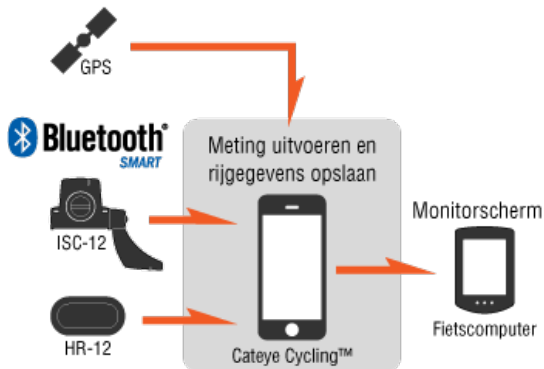 GPS
Bluetooth®
SMART
Meting uitvoeren en
rijgegevens opslaan
ISC-12
Monitorscherm
HR-12
Cateye Cycling™
Fietscomputer